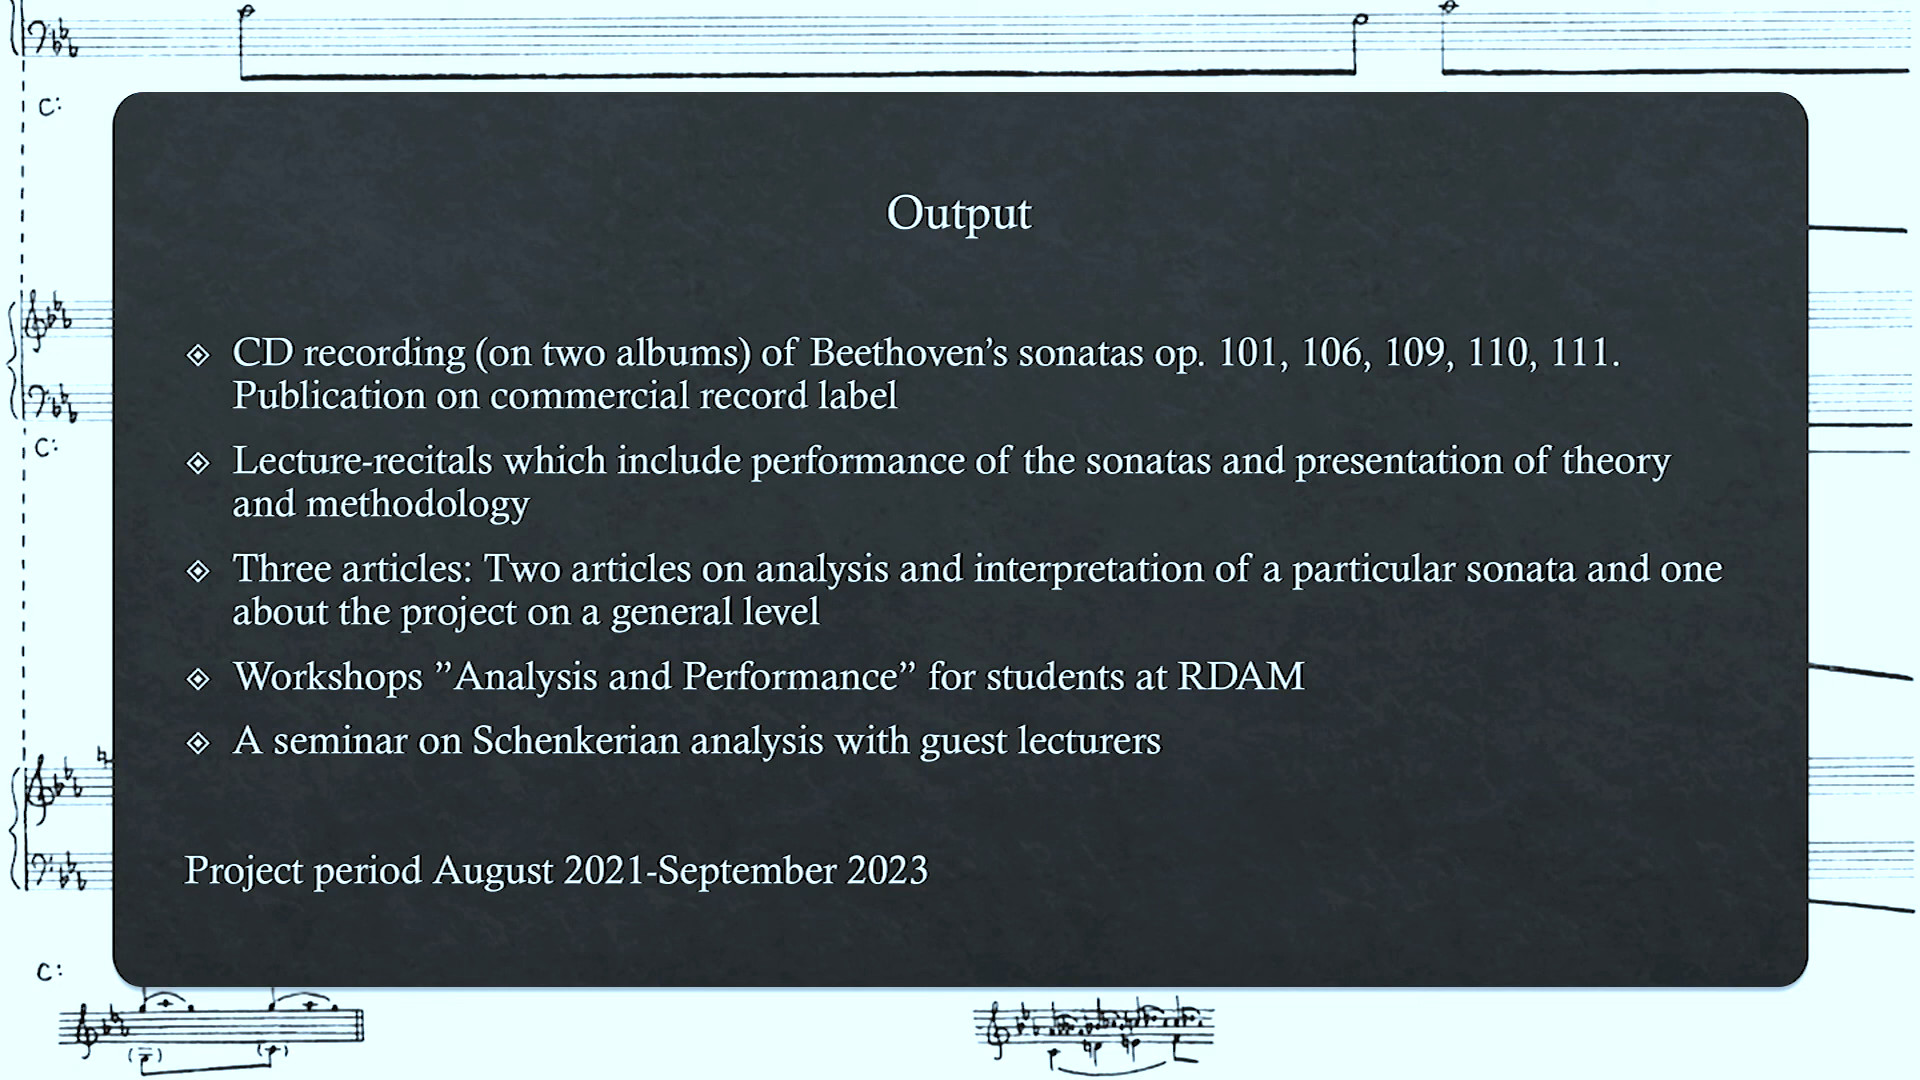 C:
Output
CD recording (on two albums) of Beethoven’s sonatas op. 101, 106, 109, 110, 111.
Publication on commercial record label
C:
Lecture-recitals which include performance of the sonatas and presentation of theory
and methodology
Three articles: Two articles on analysis and interpretation of a particular sonata and one
about the project on a general level
Workshops ”Analysis and Performance” for students at RDAM
A seminar on Schenkerian analysis with guest lecturers
Project period August 2021-September 2023
C: